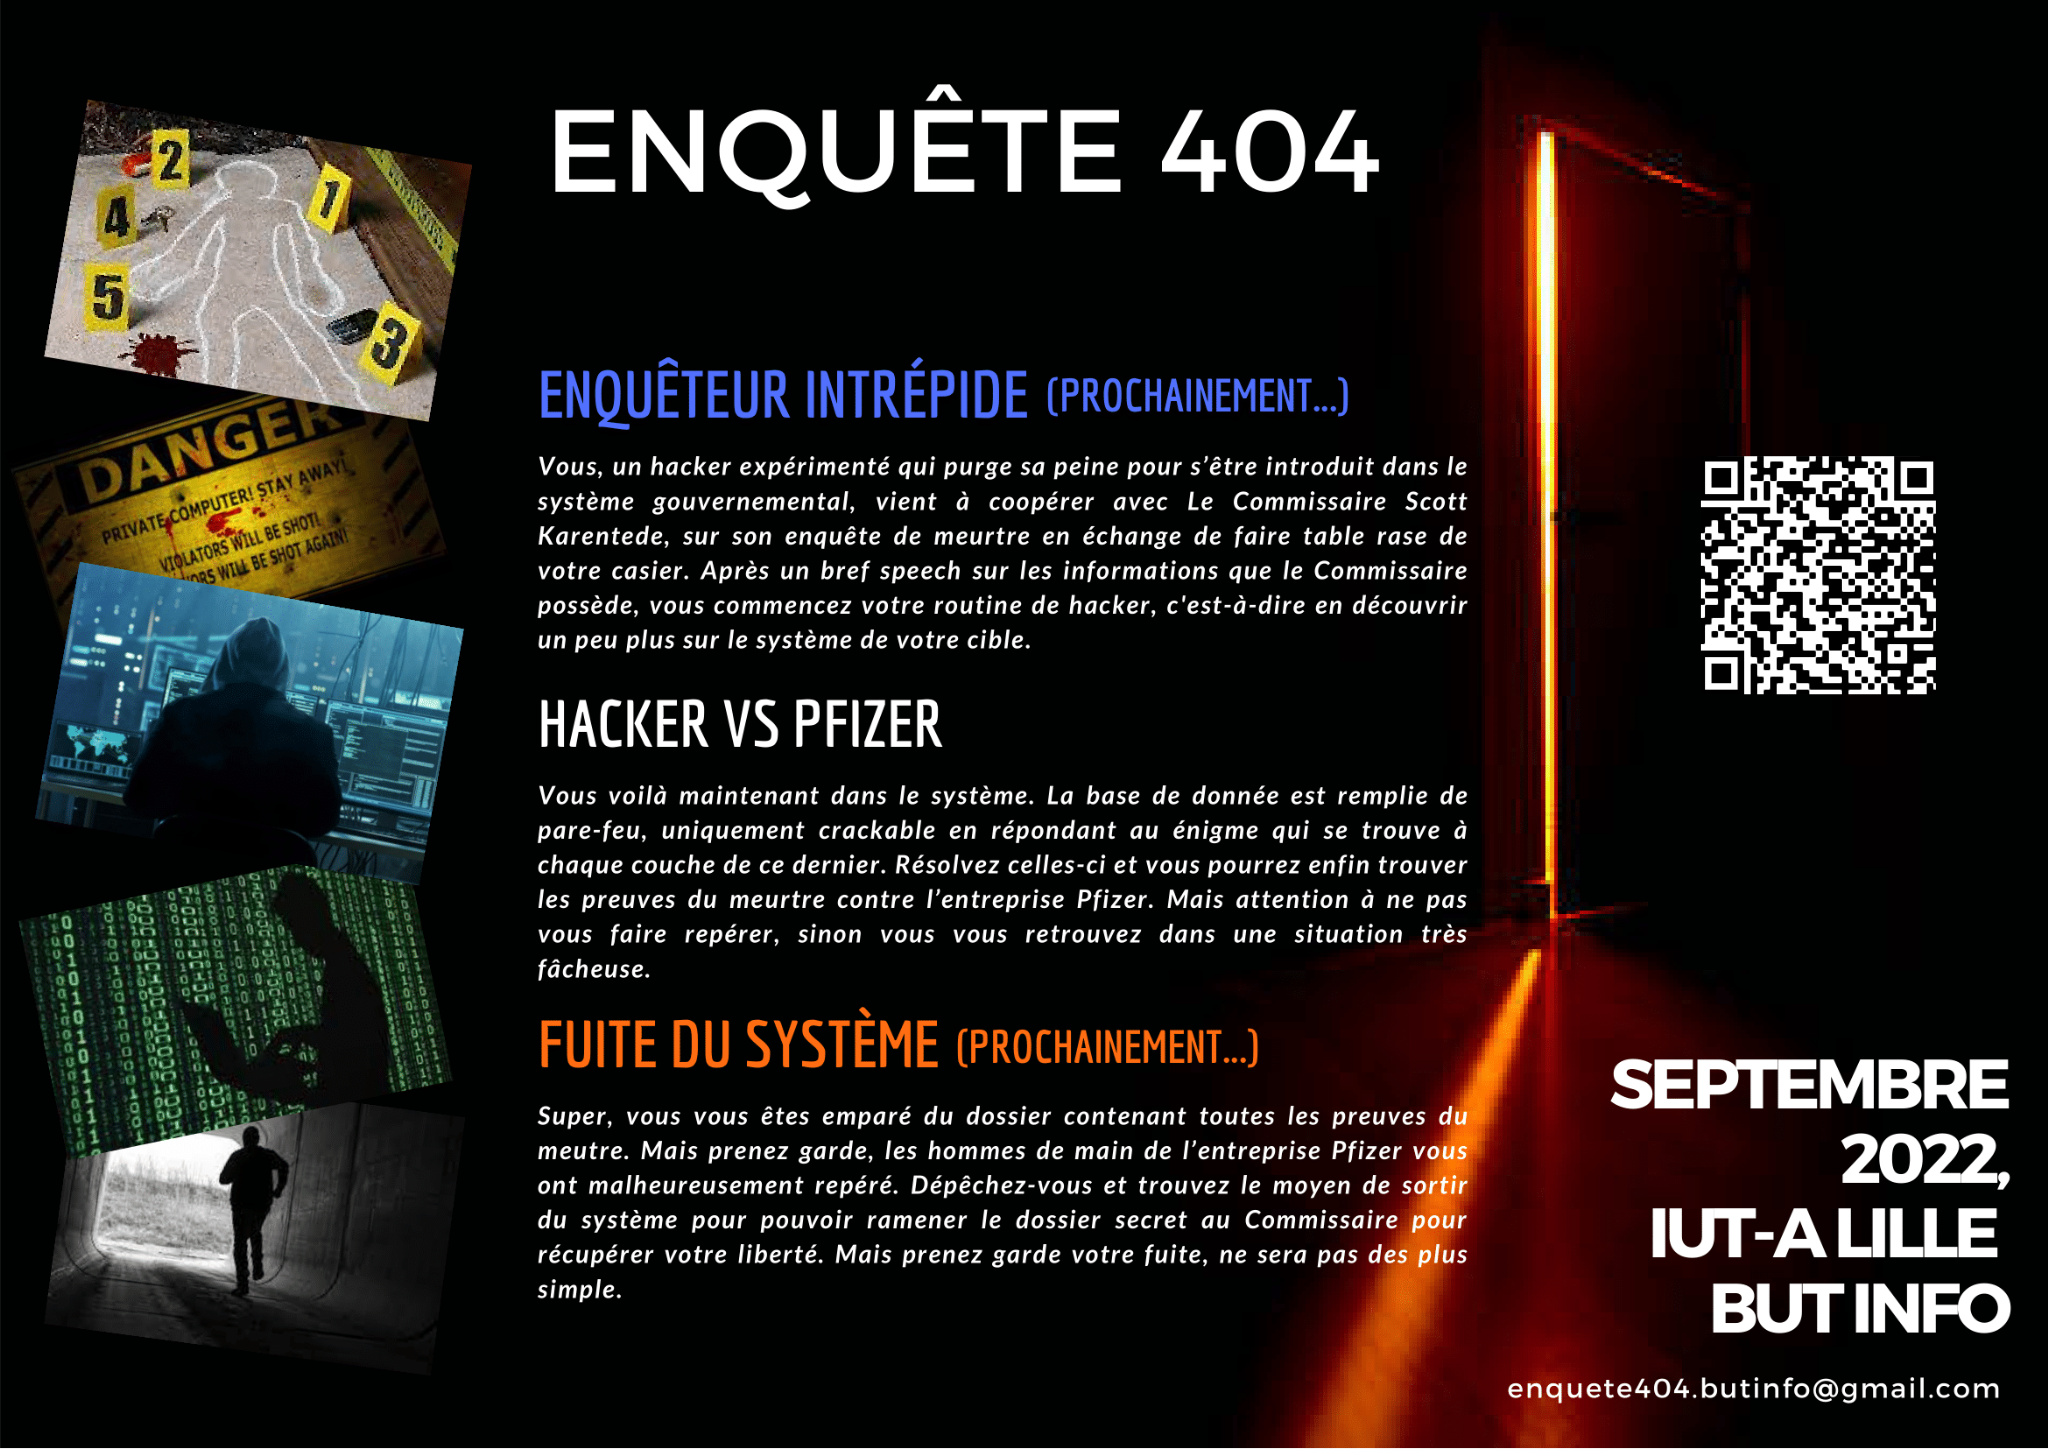 ENQUÊTE 404
2
1
4
5
3
DANGER
PRIVATE COMPUTER! STAY AWAY!
VIOLATORS WILL BE SHOT!
WILL BE SHOT AGAIN!
ENQUÊTEUR INTRÉPIDE (PROCHAINEMENT...)
Vous, un hacker expérimenté qui purge sa peine pour s’être introduit dans le
système gouvernemental, vient à coopérer avec Le Commissaire Scott
Karentede, sur son enquête de meurtre en échange de faire table rase de
votre casier. Après un bref speech sur les informations que le Commissaire
possède, vous commencez votre routine de hacker, c'est-à-dire en découvrir
un peu plus sur le système de votre cible.
HACKER VS PFIZER
Vous voilà maintenant dans le système. La base de donnée est remplie de
pare-feu, uniquement crackable en répondant au énigme qui se trouve à
chaque couche de ce dernier. Résolvez celles-ci et vous pourrez enfin trouver
les preuves du meurtre contre l’entreprise Pfizer. Mais attention à ne pas
vous faire repérer, sinon vous vous retrouvez dans une situation très
fâcheuse.
FUITE DU SYSTÈME (PROCHAINEMENT...)
Super, vous vous êtes emparé du dossier contenant toutes les preuves du
meutre. Mais prenez garde, les hommes de main de l’entreprise Pfizer vous
ont malheureusement repéré. Dépêchez-vous et trouvez le moyen de sortir
du système pour pouvoir ramener le dossier secret au Commissaire pour
récupérer votre liberté. Mais prenez garde votre fuite, ne sera pas des plus
simple.
SEPTEMBRE
2022,
IUT-A LILLE
BUT INFO
enquete404.butinfo@gmail.com